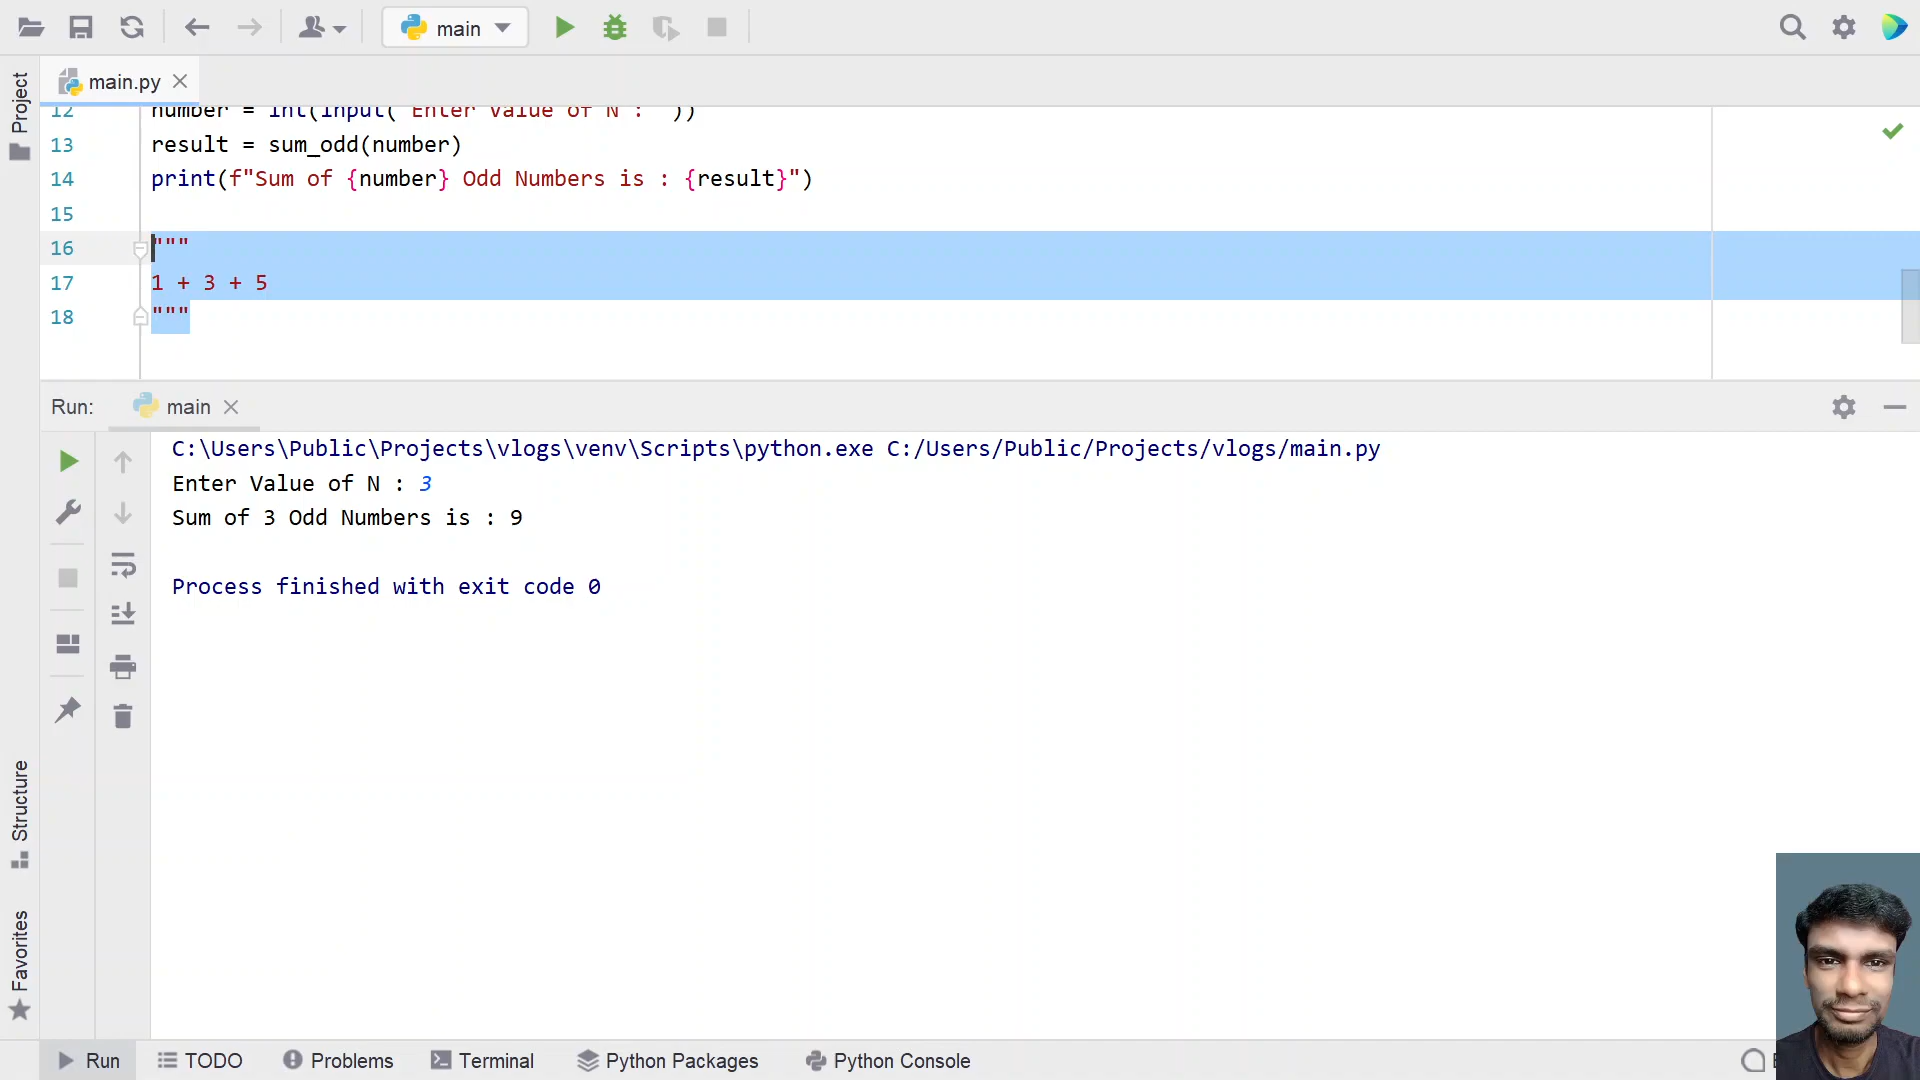 main
Project
main.py
12 number = int(input("Enter Value of N : "))
13 result = sum_odd(number)
14 print(f"Sum of {number} Odd Numbers is : {result}")
15
16 """
17 1 + 3 + 5
18 """
Run: main
C:\Users\Public\Projects\vlogs\venv\Scripts\python.exe C:/Users/Public/Projects/vlogs/main.py
Enter Value of N : 3
Sum of 3 Odd Numbers is : 9
Process finished with exit code 0
Structure
Favorites
Run TODO Problems Terminal Python Packages Python Console